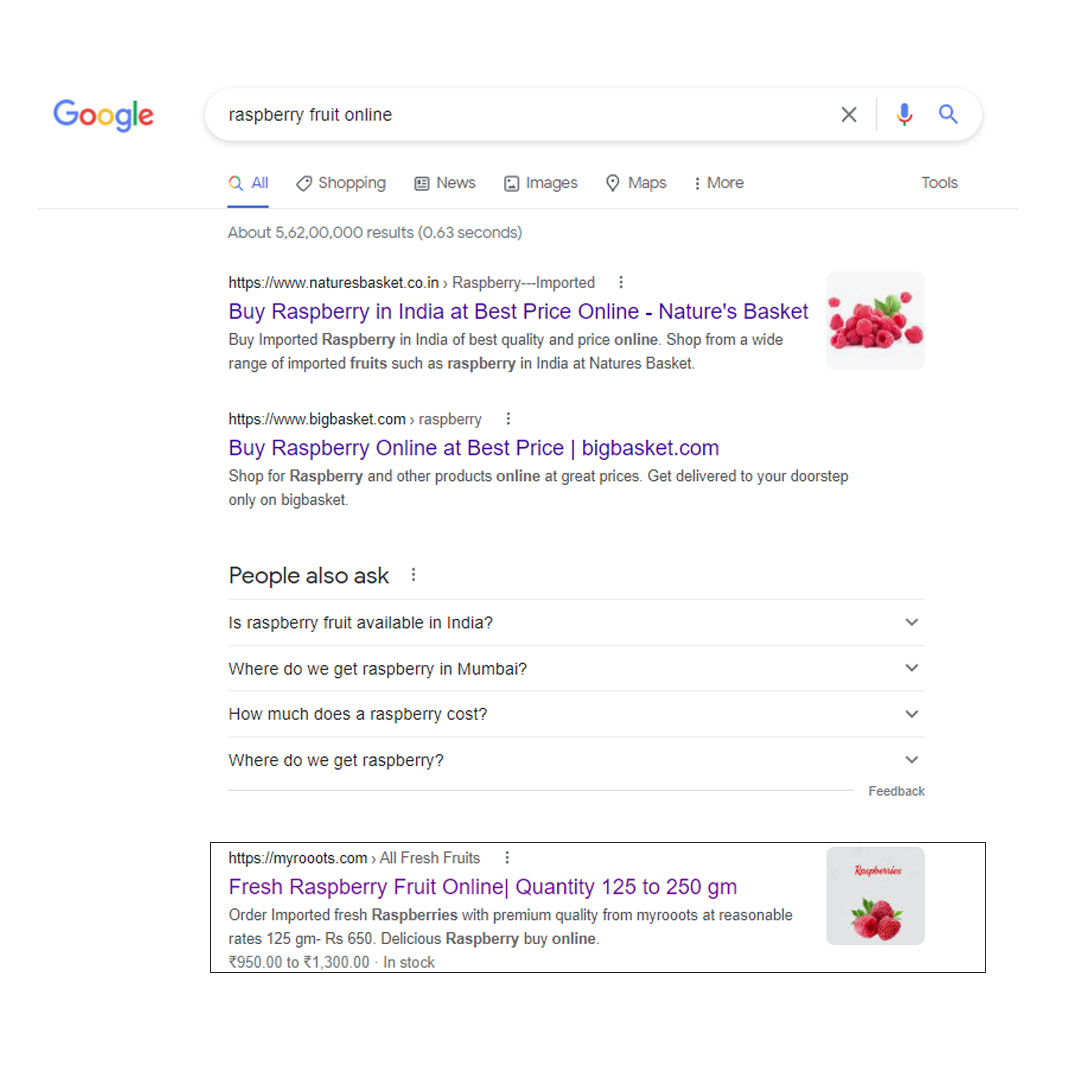 Google
raspberry fruit online
All Shopping News Images Maps More Tools
About 5,62,00,000 results (0.63 seconds)
https://www.naturesbasket.co.in › Raspberry---Imported
Buy Raspberry in India at Best Price Online - Nature's Basket
Buy Imported Raspberry in India of best quality and price online. Shop from a wide
range of imported fruits such as raspberry in India at Natures Basket.
https://www.bigbasket.com › raspberry
Buy Raspberry Online at Best Price | bigbasket.com
Shop for Raspberry and other products online at great prices. Get delivered to your doorstep
only on bigbasket.
People also ask
Is raspberry fruit available in India?
Where do we get raspberry in Mumbai?
How much does a raspberry cost?
Where do we get raspberry?
Feedback
https://myrooots.com › All Fresh Fruits
Fresh Raspberry Fruit Online| Quantity 125 to 250 gm
Order Imported fresh Raspberries with premium quality from myrooots at reasonable
rates 125 gm- Rs 650. Delicious Raspberry buy online.
₹950.00 to ₹1,300.00 · In stock
Raspberries